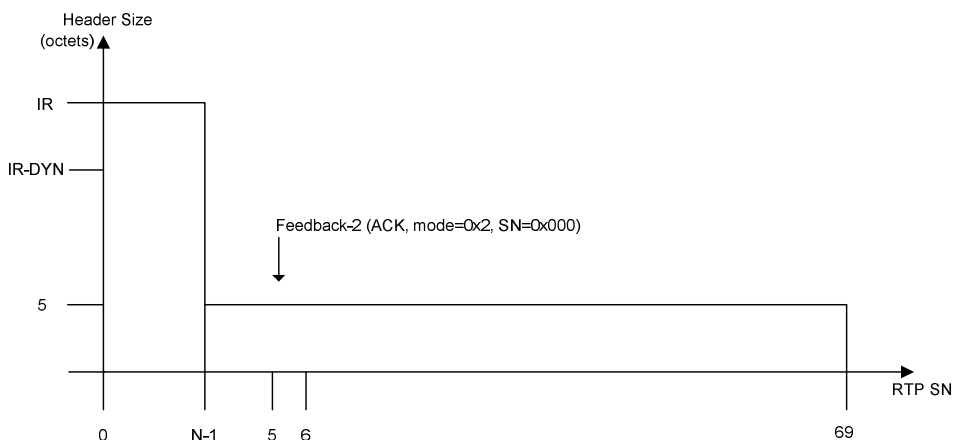 Header Size
(octets)
IR
IR-DYN
Feedback-2 (ACK, mode=0x2, SN=0x000)
5
RTP SN
0 N-1 5 6 69